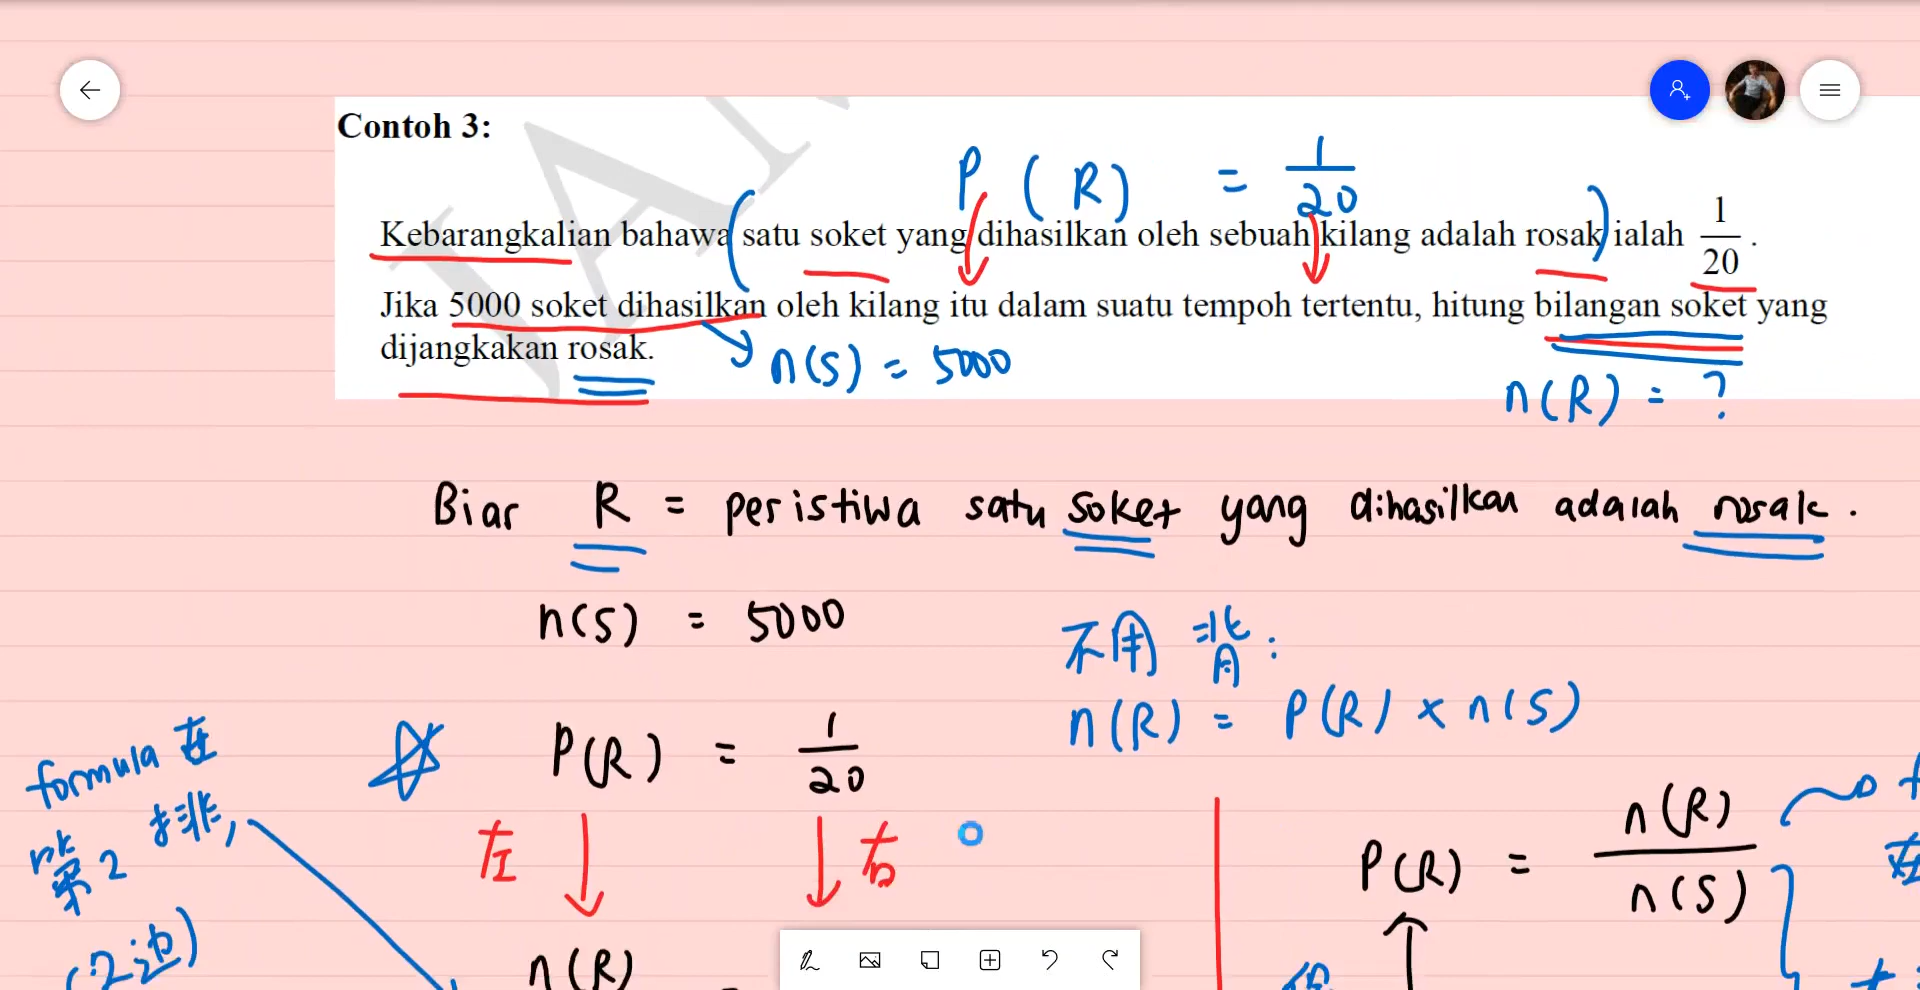 Contoh 3:
P(R) = 1/20
Kebarangkalian bahawa satu soket yang dihasilkan oleh sebuah kilang adalah rosak ialah 1/20.
Jika 5000 soket dihasilkan oleh kilang itu dalam suatu tempoh tertentu, hitung bilangan soket yang
dijangkakan rosak.
n(S) = 5000
n(R) = ?
Biar R = peristiwa satu soket yang dihasilkan adalah rosak.
n(S) = 5000
不用背:
n(R) = P(R) × n(S)
formula 在
第2排,
(2边)
P(R) = 1/20
左
右
n(R)
P(R) = n(R)/n(S)
在